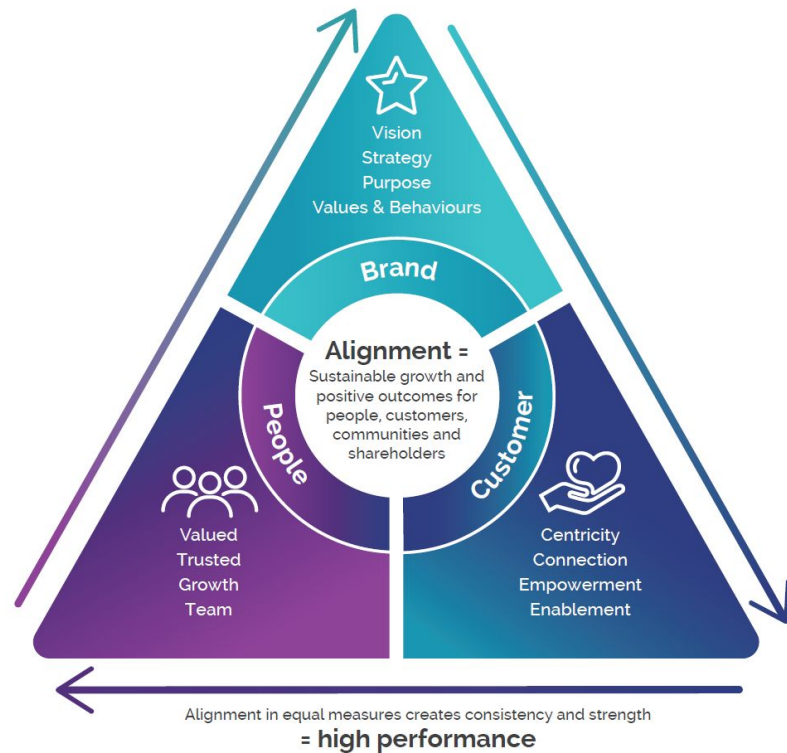 Vision
Strategy
Purpose
Values & Behaviours
Brand
Alignment =
Sustainable growth and
positive outcomes for
people, customers,
communities and
shareholders
People
Customer
Valued
Trusted
Growth
Team
Centricity
Connection
Empowerment
Enablement
Alignment in equal measures creates consistency and strength
= high performance